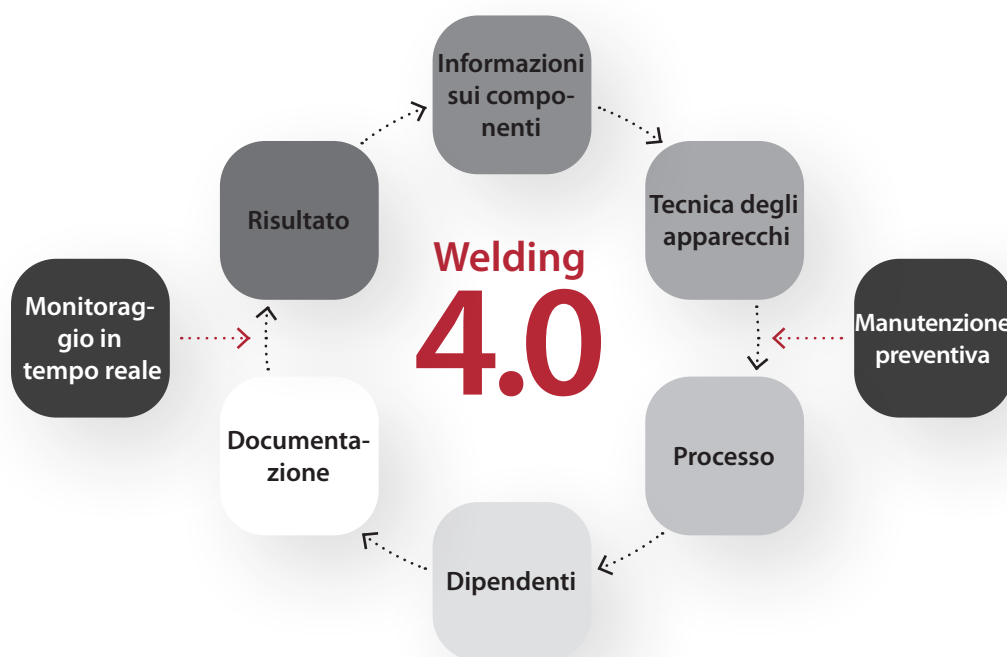 Informazioni
sui compo-
nenti
Tecnica degli
apparecchi
Risultato
Welding
4.0
Monitorag-
gio in
tempo reale
Manutenzione
preventiva
Documenta-
zione
Processo
Dipendenti